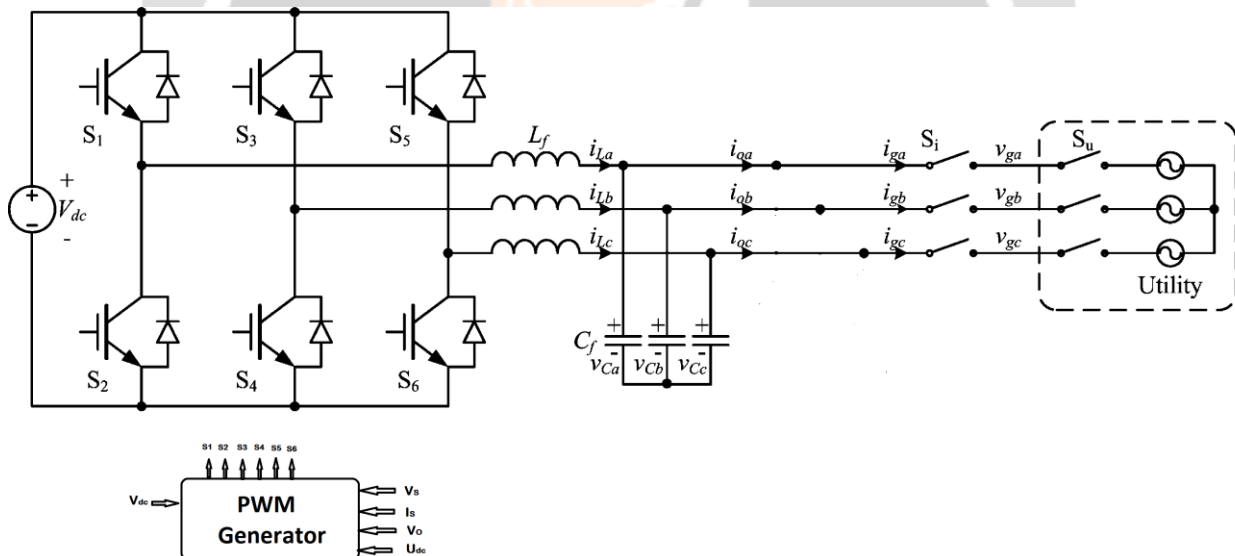 S1
S3
S5
Lf
iLa
ioa
iga
Si
vga
Su
+
Vdc
-
iLb
iob
igb
vgb
iLc
ioc
igc
vgc
Utility
+ + +
Cf
- - -
vCa vCb vCc
S2
S4
S6
S1 S2 S3 S4 S5 S6
Vdc
PWM
Generator
Vs
Is
Vo
Udc